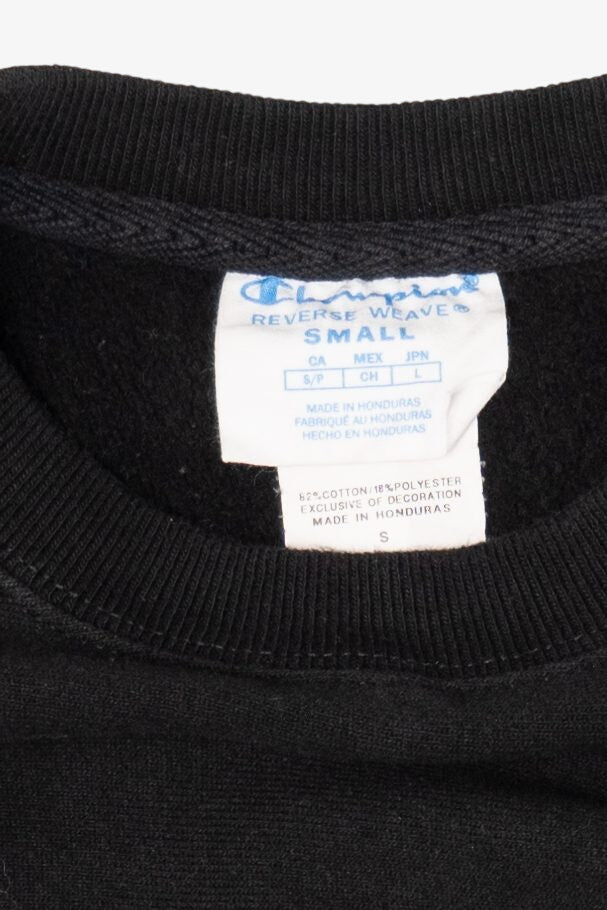 Champion®
REVERSE WEAVE®
SMALL
CA MEX JPN
S/P CH L
MADE IN HONDURAS
FABRIQUÉ AU HONDURAS
HECHO EN HONDURAS
82%COTTON/18%POLYESTER
EXCLUSIVE OF DECORATION
MADE IN HONDURAS
S